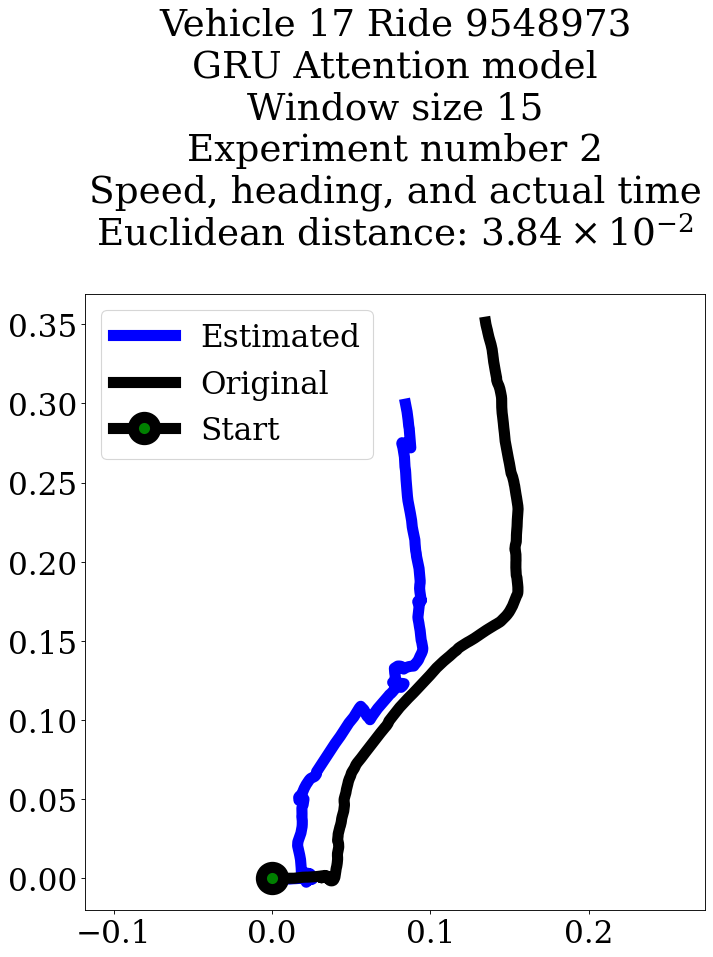 Vehicle 17 Ride 9548973
GRU Attention model
Window size 15
Experiment number 2
Speed, heading, and actual time
Euclidean distance: 3.84 × 10⁻²
Estimated
Original
Start
0.35
0.30
0.25
0.20
0.15
0.10
0.05
0.00
−0.1 0.0 0.1 0.2